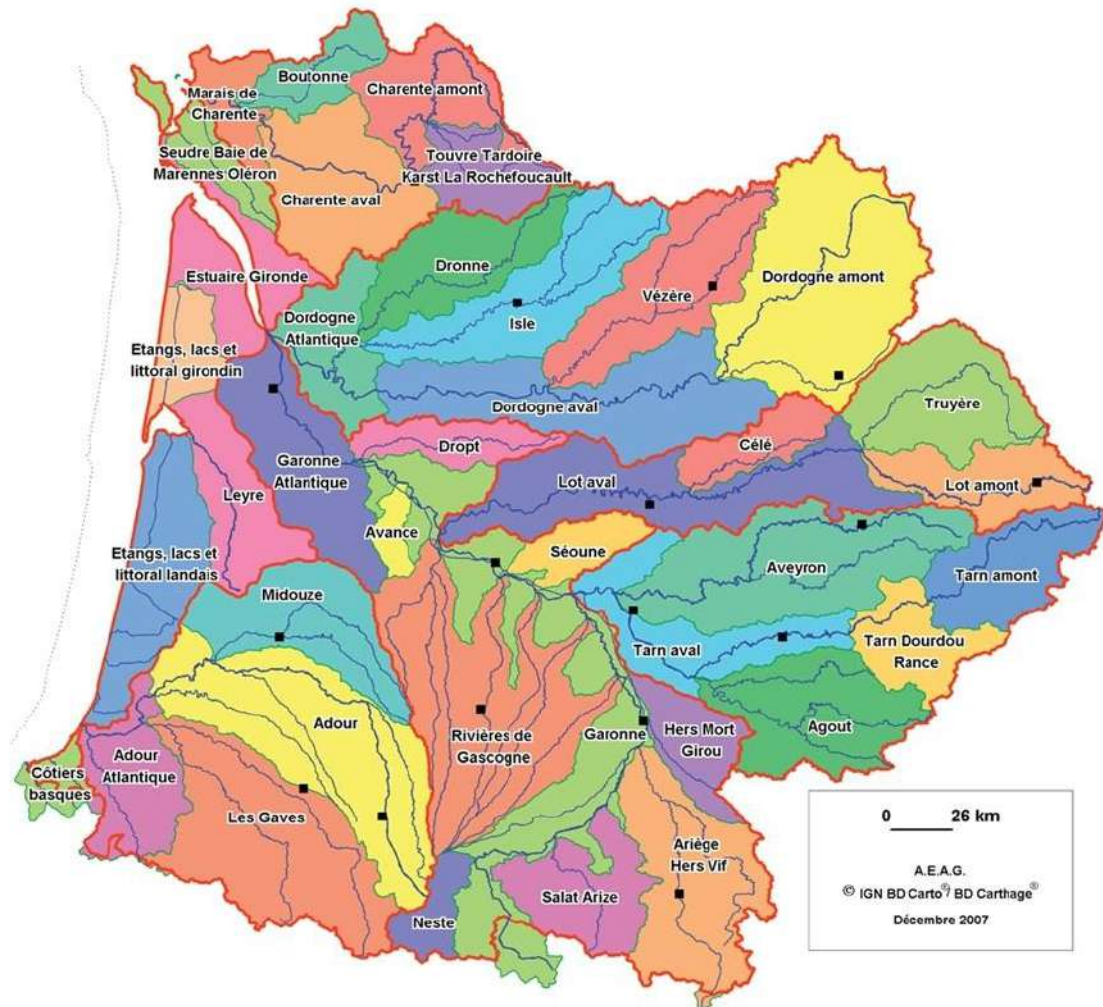 Boutonne
Charente amont
Marais de
Charente
Touvre Tardoire
Karst La Rochefoucault
Seudre Baie de
Marennes Oléron
Charente aval
Dronne
Estuaire Gironde
Dordogne amont
Vézère
Isle
Dordogne
Atlantique
Etangs, lacs et
littoral girondin
Dordogne aval
Truyère
Dropt
Célé
Garonne
Atlantique
Lot aval
Lot amont
Leyre
Avance
Séoune
Etangs, lacs et
littoral landais
Aveyron
Tarn amont
Midouze
Tarn aval
Tarn Dourdou
Rance
Adour
Rivières de
Gascogne
Garonne
Hers Mort
Girou
Agout
Adour
Atlantique
Côtiers
basques
Les Gaves
Ariège
Hers Vif
Salat Arize
Neste
0 26 km
A.E.A.G.
© IGN BD Carto® / BD Carthage®
Décembre 2007